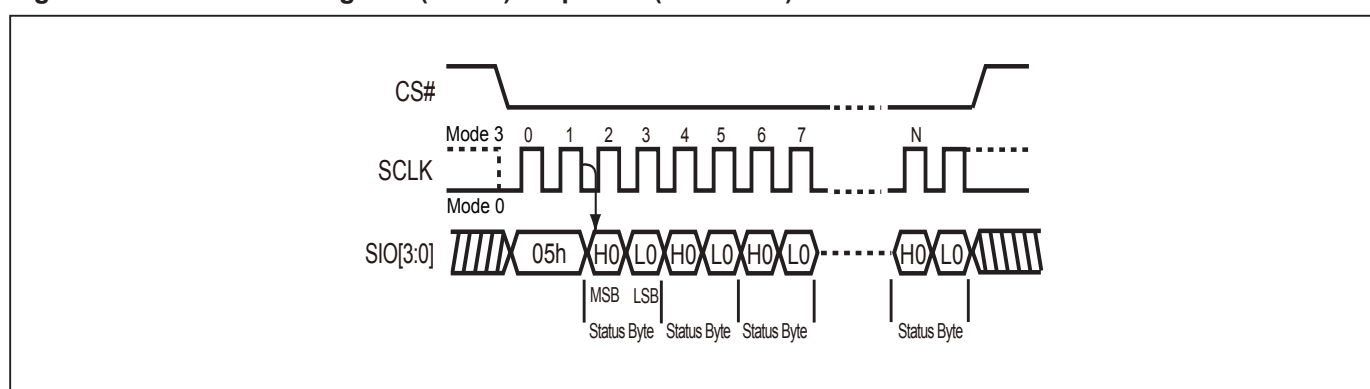 CS#
Mode 3 0 1 2 3 4 5 6 7 N
SCLK
Mode 0
SIO[3:0] 05h H0 L0 H0 L0 H0 L0 H0 L0
MSB LSB
Status Byte Status Byte Status Byte Status Byte